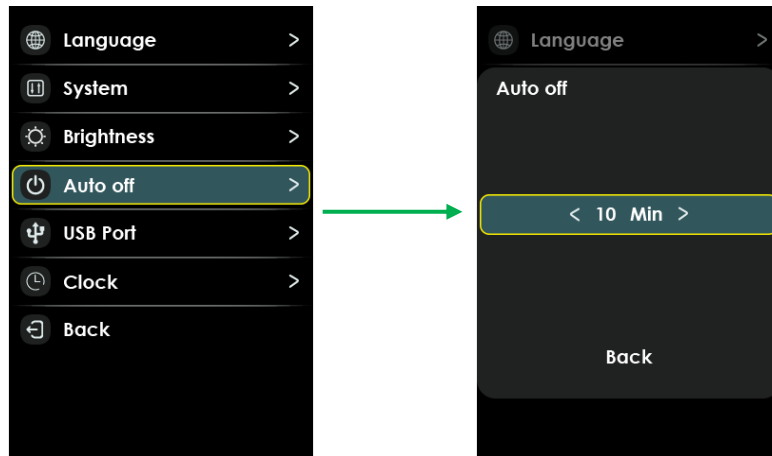 Language >
System >
Brightness >
Auto off >
USB Port >
Clock >
Back
Language >
Auto off
< 10 Min >
Back